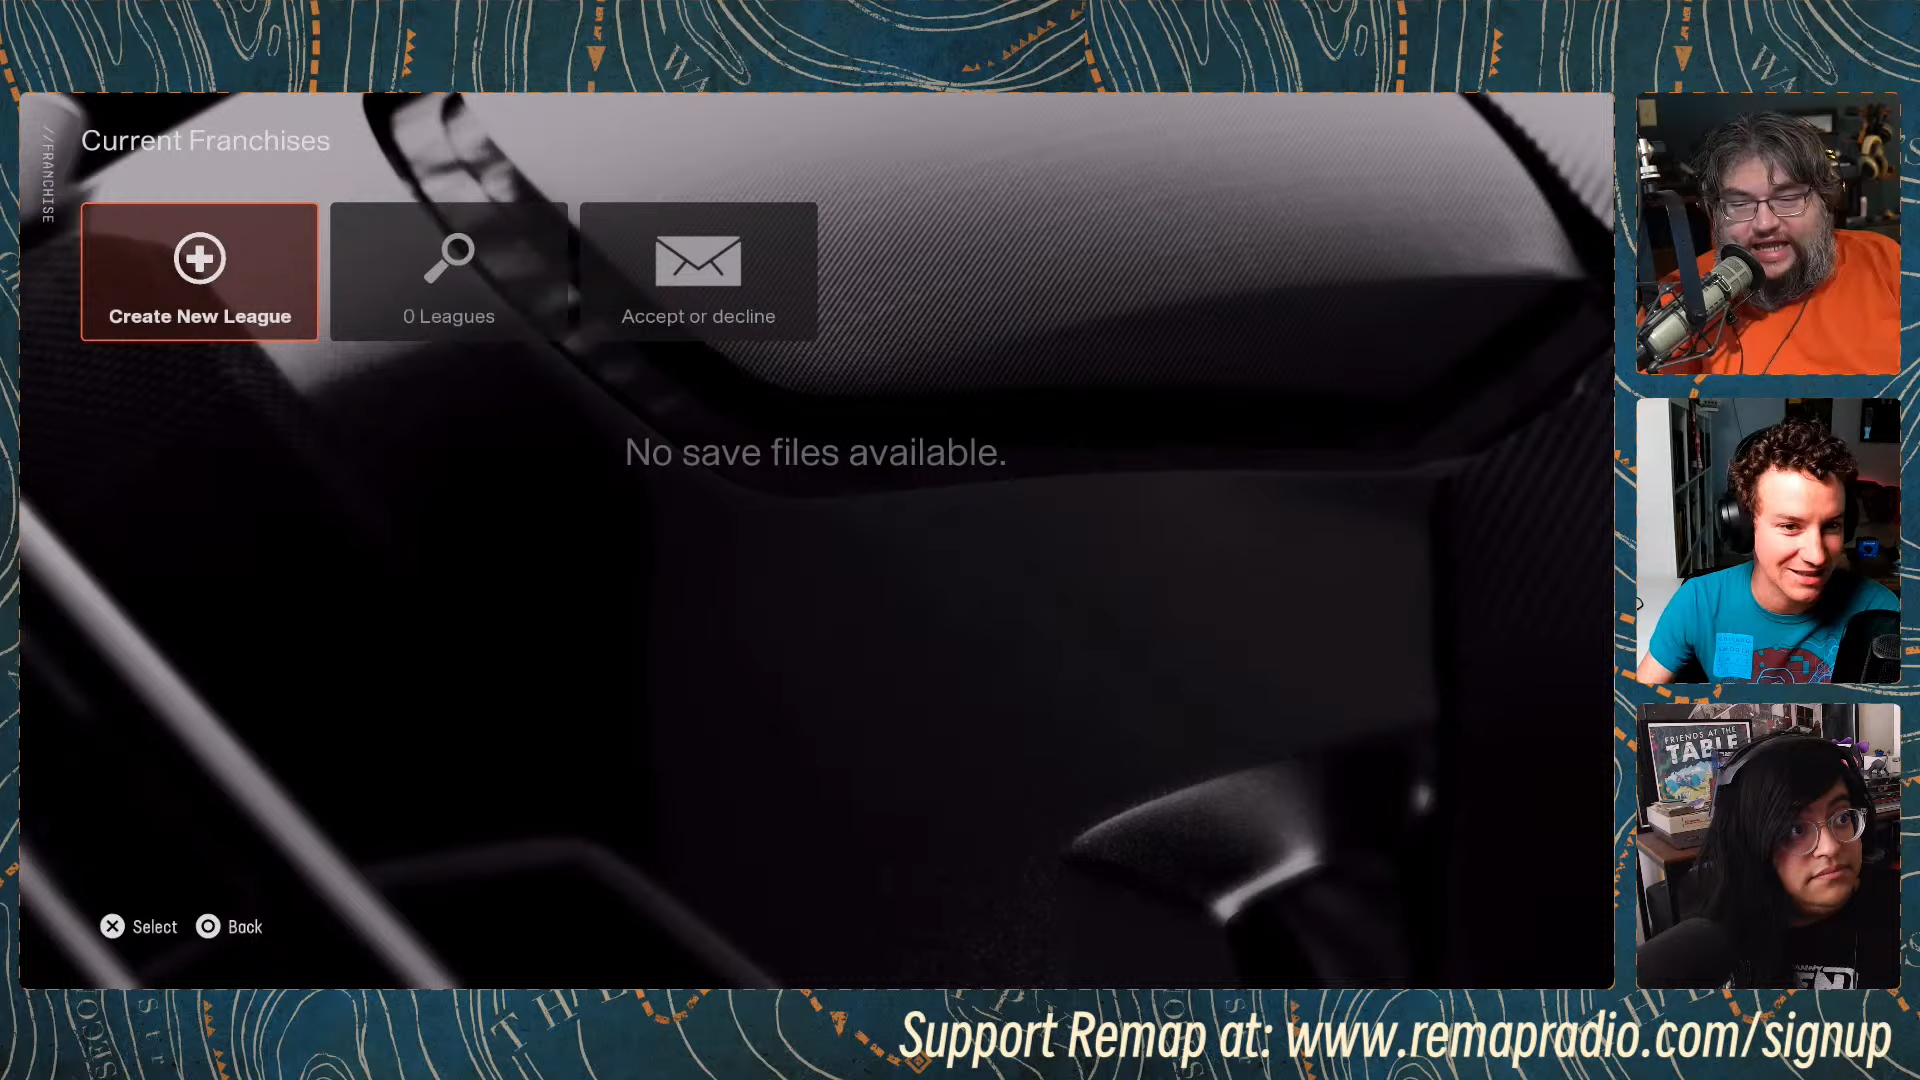 //FRANCHISE
Current Franchises
Create New League
0 Leagues
Accept or decline
No save files available.
Select
Back
FRIENDS AT THE
TABLE
Support Remap at: www.remapradio.com/signup